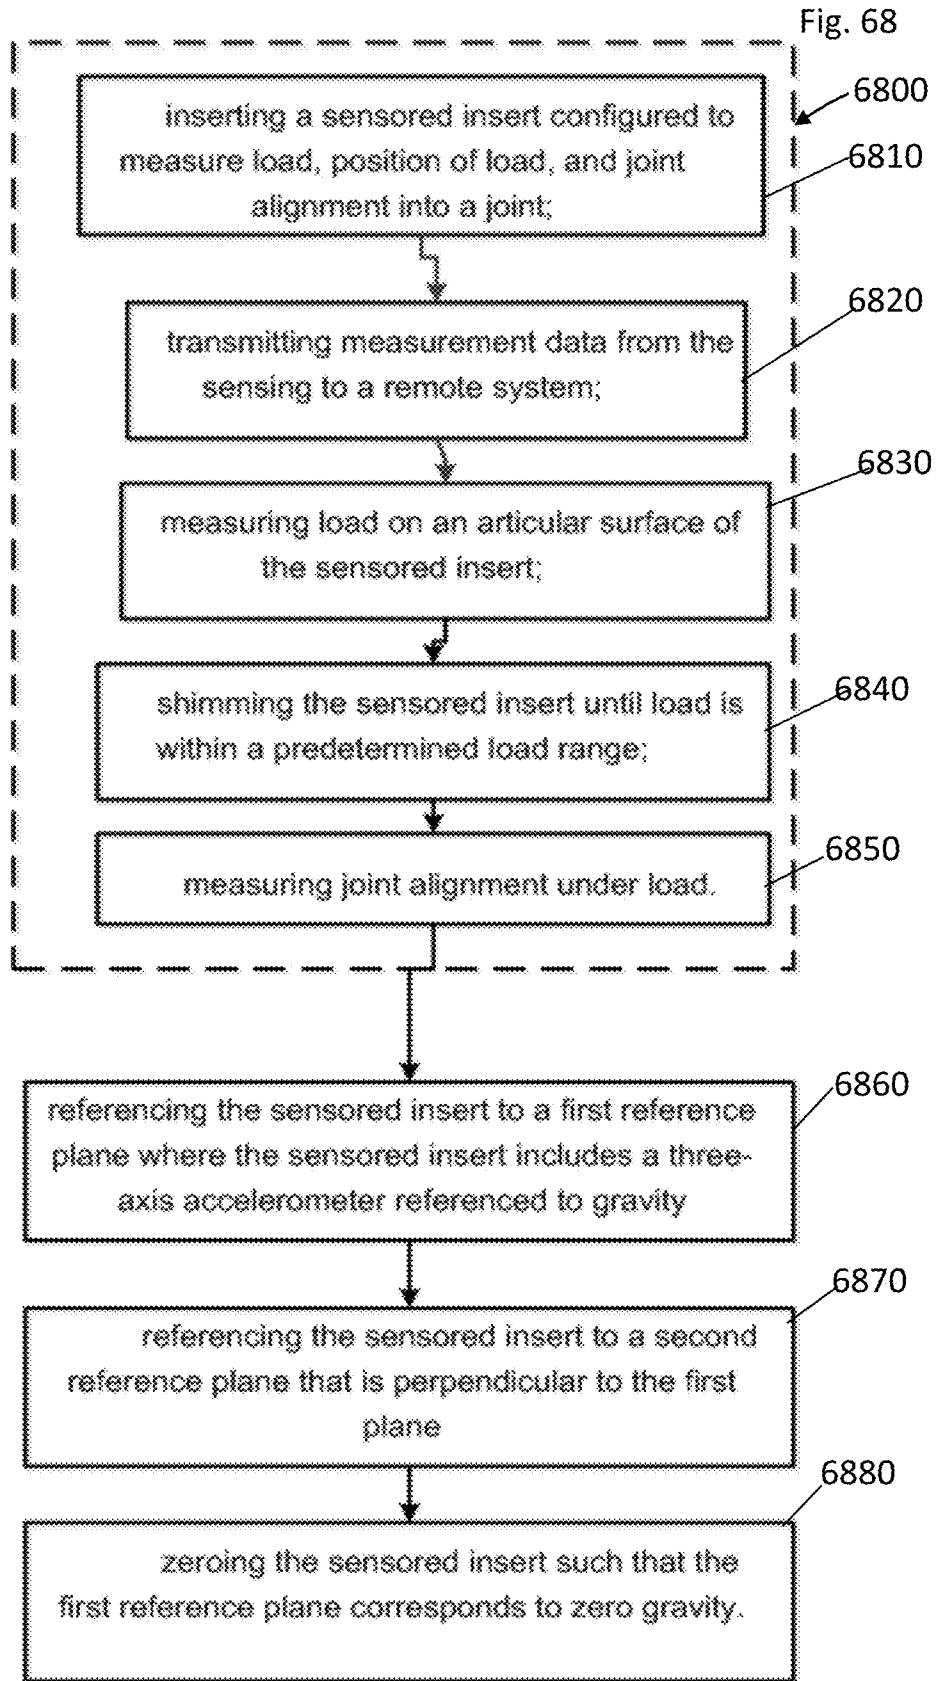 Fig. 68
6800
inserting a sensored insert configured to
measure load, position of load, and joint
alignment into a joint;
6810
transmitting measurement data from the
sensing to a remote system;
6820
measuring load on an articular surface of
the sensored insert;
6830
shimming the sensored insert until load is
within a predetermined load range;
6840
measuring joint alignment under load.
6850
referencing the sensored insert to a first reference
plane where the sensored insert includes a three-
axis accelerometer referenced to gravity
6860
referencing the sensored insert to a second
reference plane that is perpendicular to the first
plane
6870
zeroing the sensored insert such that the
first reference plane corresponds to zero gravity.
6880